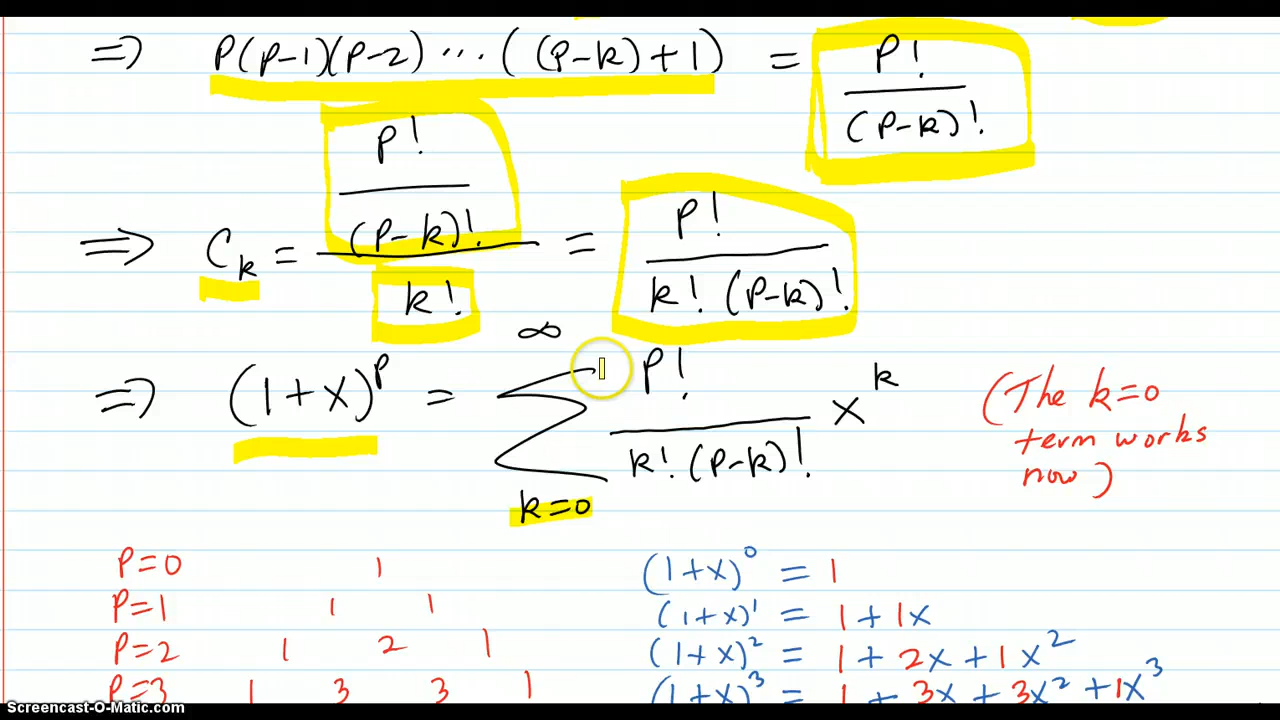 ⇒ P(P-1)(P-2) ··· ((P-k)+1) = P! / (P-k)!
⇒ C_k = (P! / (P-k)!) / k! = P! / (k! (P-k)!)
⇒ (1+x)^P = ∑_{k=0}^{∞} P! / (k! (P-k)!) x^k
(The k=0
term works
now)
P=0 1
P=1 1 1
P=2 1 2 1
P=3 1 3 3 1
(1+x)^0 = 1
(1+x)^1 = 1 + 1x
(1+x)^2 = 1 + 2x + 1x^2
(1+x)^3 = 1 + 3x + 3x^2 + 1x^3
Screencast-O-Matic.com